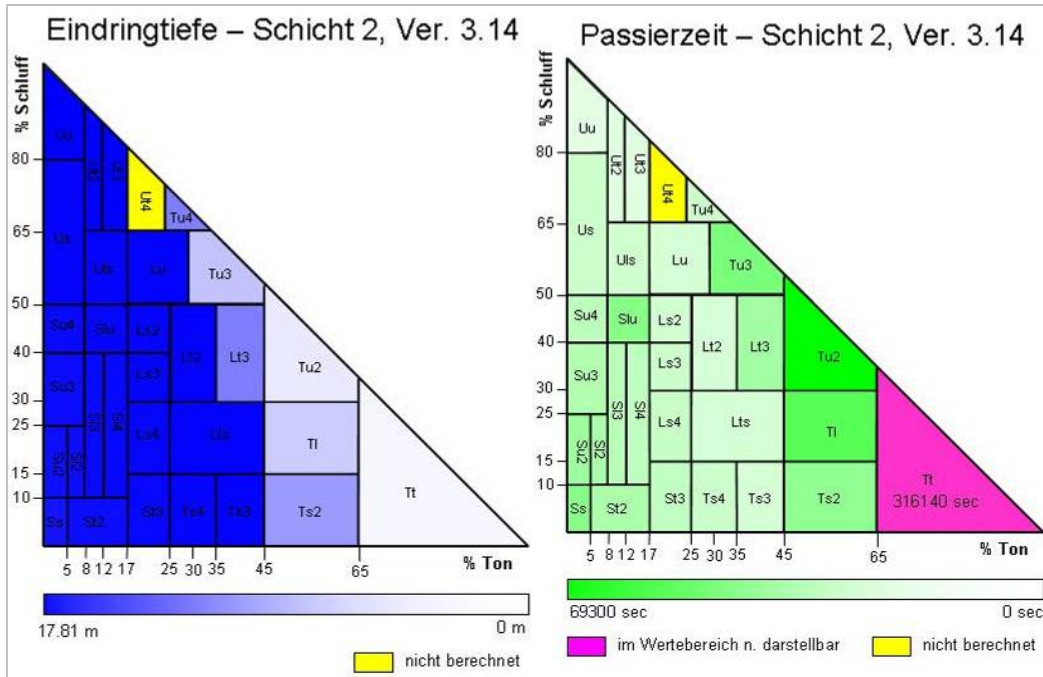 Eindringtiefe – Schicht 2, Ver. 3.14
% Schluff
80
65
50
40
30
25
15
10
Uu
Ut2
Ut3
Ut4
Tu4
Us
Uls
Lu
Tu3
Su4
Slu
Ls2
Lt2
Lt3
Tu2
Su3
Ls3
Sl3
Sl4
Ls4
Lts
Tl
Su2
Sl2
Ss
St2
St3
Ts4
Ts3
Ts2
Tt
5 8 12 17 25 30 35 45 65
% Ton
17.81 m 0 m
nicht berechnet
Passierzeit – Schicht 2, Ver. 3.14
% Schluff
80
65
50
40
30
25
15
10
Uu
Ut2
Ut3
Ut4
Tu4
Us
Uls
Lu
Tu3
Su4
Slu
Ls2
Lt2
Lt3
Tu2
Su3
Ls3
Sl3
Sl4
Ls4
Lts
Tl
Su2
Sl2
Ss
St2
St3
Ts4
Ts3
Ts2
Tt
316140 sec
5 8 12 17 25 30 35 45 65
% Ton
69300 sec 0 sec
im Wertebereich n. darstellbar nicht berechnet